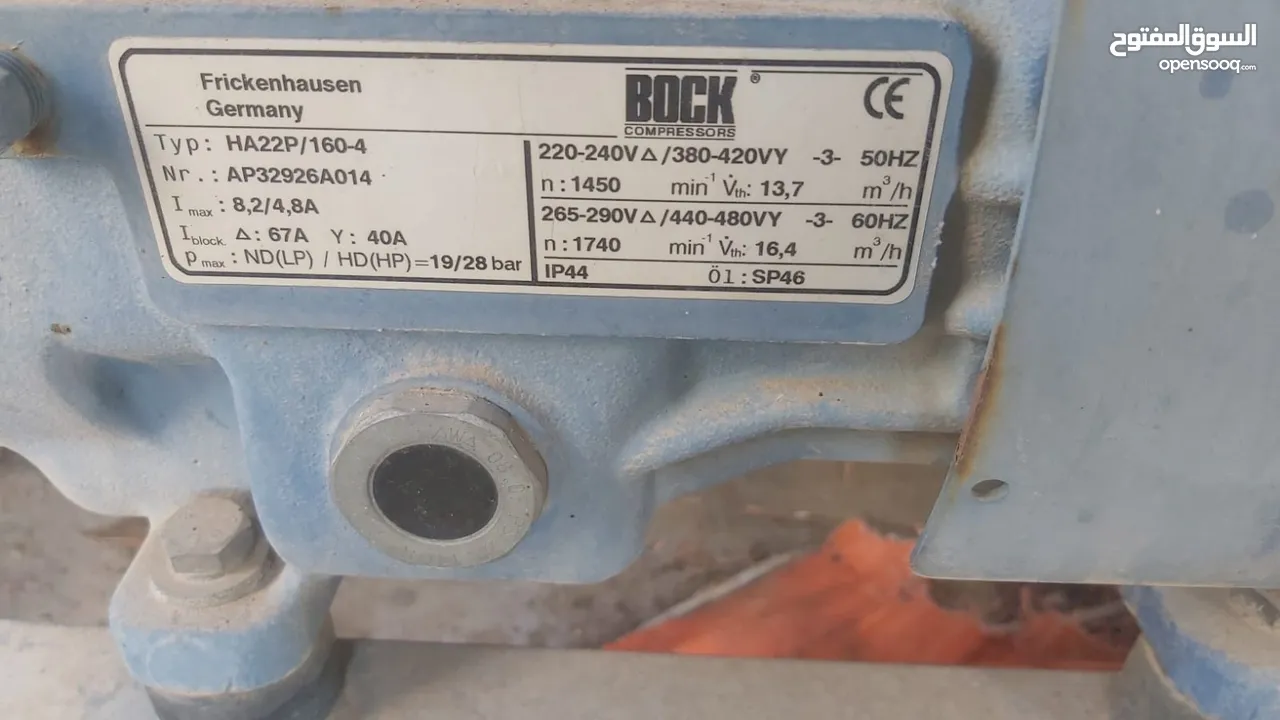 السوق المفتوح
opensooq.com
Frickenhausen
Germany
BOCK ®
COMPRESSORS
CE
Typ: HA22P/160-4
Nr.: AP32926A014
I max : 8,2/4,8A
I block. Δ: 67A Y: 40A
p max : ND(LP) / HD(HP)=19/28 bar
220-240VΔ/380-420VY -3- 50HZ
n:1450 min⁻¹ V̇th: 13,7 m³/h
265-290VΔ/440-480VY -3- 60HZ
n:1740 min⁻¹ V̇th: 16,4 m³/h
IP44 Öl:SP46